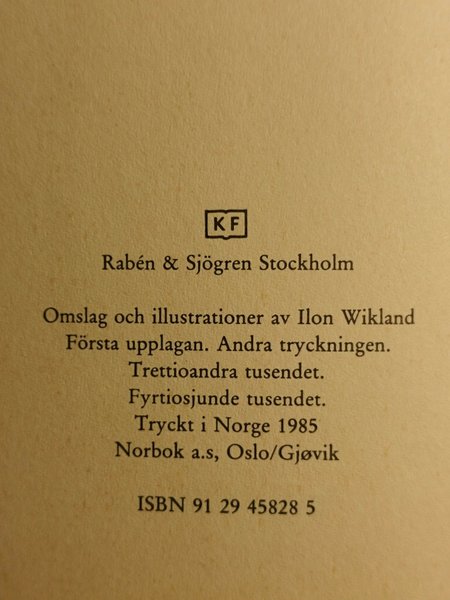 KF
Rabén & Sjögren Stockholm
Omslag och illustrationer av Ilon Wikland
Första upplagan. Andra tryckningen.
Trettioandra tusendet.
Fyrtiosjunde tusendet.
Tryckt i Norge 1985
Norbok a.s, Oslo/Gjøvik
ISBN 91 29 45828 5